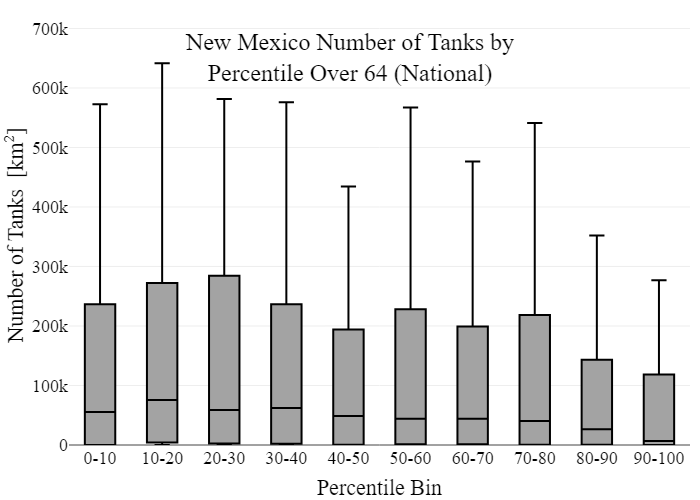 New Mexico Number of Tanks by
Percentile Over 64 (National)
Number of Tanks [km²]
700k
600k
500k
400k
300k
200k
100k
0
0-10 10-20 20-30 30-40 40-50 50-60 60-70 70-80 80-90 90-100
Percentile Bin